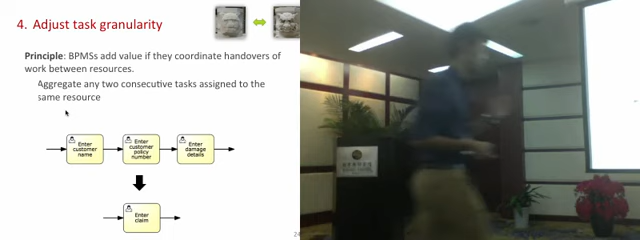 4. Adjust task granularity
Principle: BPMSs add value if they coordinate handovers of
work between resources.
Aggregate any two consecutive tasks assigned to the
same resource
Enter
customer
name
Enter
customer
policy
number
Enter
damage
details
Enter
claim